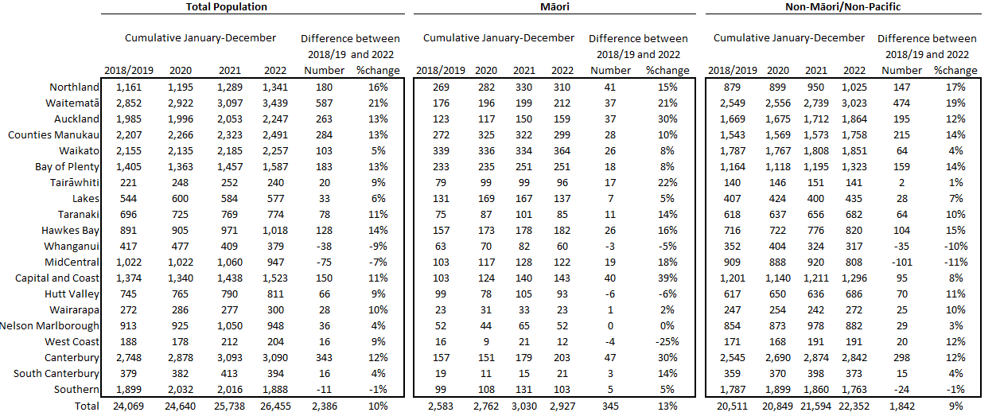 Total Population Māori Non-Māori/Non-Pacific
Cumulative January-December Difference between Cumulative January-December Difference between Cumulative January-December Difference between
2018/19 and 2022 2018/19 and 2022 2018/19 and 2022
2018/2019 2020 2021 2022 Number %change 2018/2019 2020 2021 2022 Number %change 2018/2019 2020 2021 2022 Number %change
Northland 1,161 1,195 1,289 1,341 180 16% 269 282 330 310 41 15% 879 899 950 1,025 147 17%
Waitematā 2,852 2,922 3,097 3,439 587 21% 176 196 199 212 37 21% 2,549 2,556 2,739 3,023 474 19%
Auckland 1,985 1,996 2,053 2,247 263 13% 123 117 150 159 37 30% 1,669 1,675 1,712 1,864 195 12%
Counties Manukau 2,207 2,266 2,323 2,491 284 13% 272 325 322 299 28 10% 1,543 1,569 1,573 1,758 215 14%
Waikato 2,155 2,135 2,185 2,257 103 5% 339 336 334 364 26 8% 1,787 1,767 1,808 1,851 64 4%
Bay of Plenty 1,405 1,363 1,457 1,587 183 13% 233 235 251 251 18 8% 1,164 1,118 1,195 1,323 159 14%
Tairāwhiti 221 248 252 240 20 9% 79 99 99 96 17 22% 140 146 151 141 2 1%
Lakes 544 600 584 577 33 6% 131 169 167 137 7 5% 407 424 400 435 28 7%
Taranaki 696 725 769 774 78 11% 75 87 101 85 11 14% 618 637 656 682 64 10%
Hawkes Bay 891 905 971 1,018 128 14% 157 173 178 182 26 16% 716 722 776 820 104 15%
Whanganui 417 477 409 379 -38 -9% 63 70 82 60 -3 -5% 352 404 324 317 -35 -10%
MidCentral 1,022 1,022 1,060 947 -75 -7% 103 117 128 122 19 18% 909 888 920 808 -101 -11%
Capital and Coast 1,374 1,340 1,438 1,523 150 11% 103 124 140 143 40 39% 1,201 1,140 1,211 1,296 95 8%
Hutt Valley 745 765 790 811 66 9% 99 78 105 93 -6 -6% 617 650 636 686 70 11%
Wairarapa 272 286 277 300 28 10% 23 31 33 23 1 2% 247 254 242 272 25 10%
Nelson Marlborough 913 925 1,050 948 36 4% 52 44 65 52 0 0% 854 873 978 882 29 3%
West Coast 188 178 212 204 16 9% 16 9 21 12 -4 -25% 171 168 191 191 20 12%
Canterbury 2,748 2,878 3,093 3,090 343 12% 157 151 179 203 47 30% 2,545 2,690 2,874 2,842 298 12%
South Canterbury 379 382 413 394 16 4% 19 11 15 21 3 14% 359 370 398 373 15 4%
Southern 1,899 2,032 2,016 1,888 -11 -1% 99 108 131 103 5 5% 1,787 1,899 1,860 1,763 -24 -1%
Total 24,069 24,640 25,738 26,455 2,386 10% 2,583 2,762 3,030 2,927 345 13% 20,511 20,849 21,594 22,352 1,842 9%